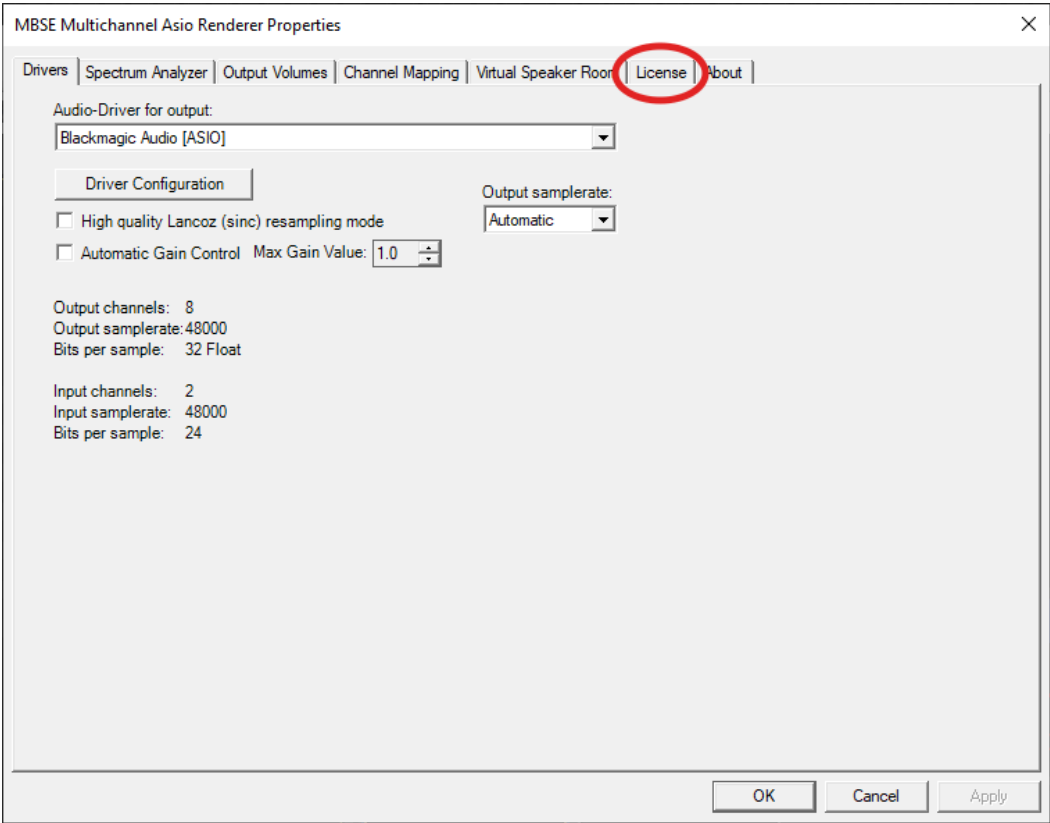 MBSE Multichannel Asio Renderer Properties
Drivers Spectrum Analyzer Output Volumes Channel Mapping Virtual Speaker Room License About
Audio-Driver for output:
Blackmagic Audio [ASIO]
Driver Configuration
Output samplerate:
High quality Lancoz (sinc) resampling mode
Automatic
Automatic Gain Control Max Gain Value: 1.0
Output channels: 8
Output samplerate: 48000
Bits per sample: 32 Float
Input channels: 2
Input samplerate: 48000
Bits per sample: 24
OK Cancel Apply